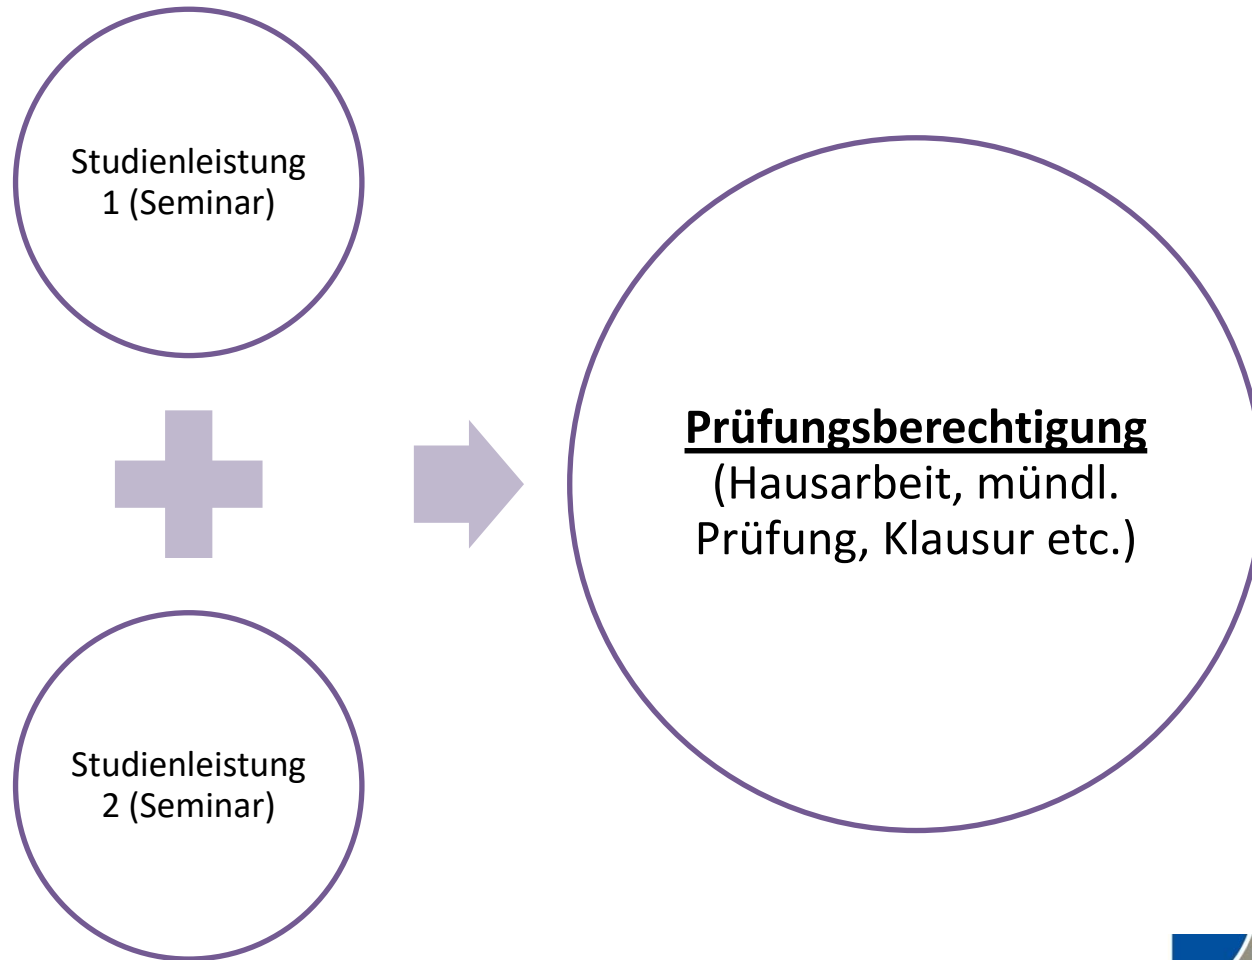 Studienleistung
1 (Seminar)
Prüfungsberechtigung
(Hausarbeit, mündl.
Prüfung, Klausur etc.)
Studienleistung
2 (Seminar)